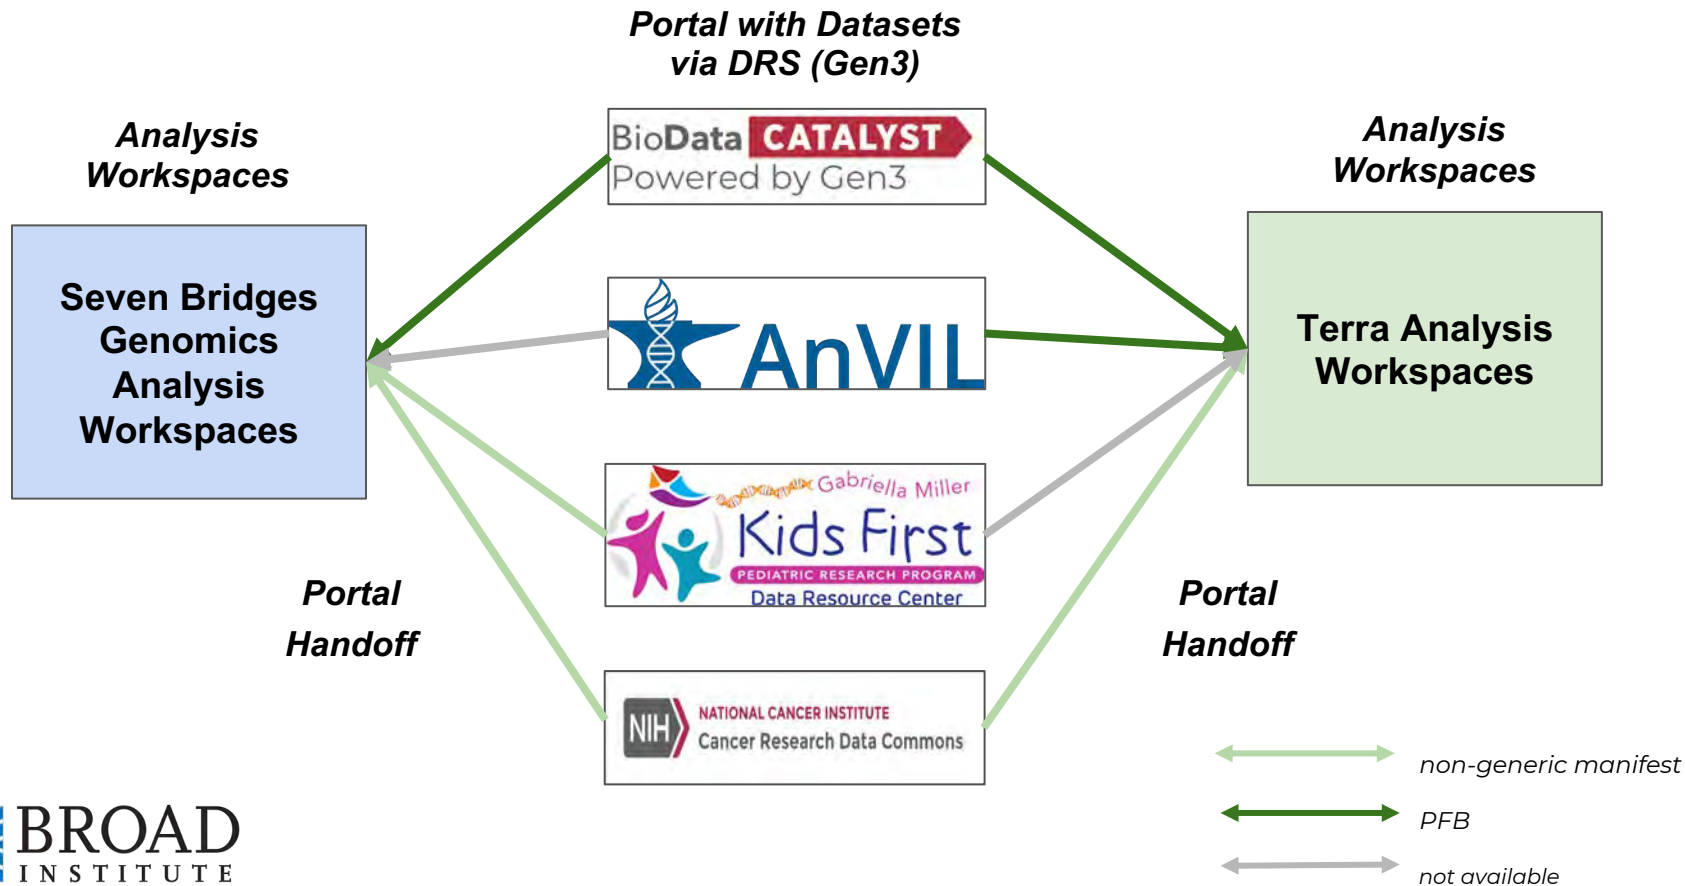 Portal with Datasets
via DRS (Gen3)
Analysis
Workspaces
Seven Bridges
Genomics
Analysis
Workspaces
BioData CATALYST
Powered by Gen3
AnVIL
Gabriella Miller
Kids First
PEDIATRIC RESEARCH PROGRAM
Data Resource Center
NIH
NATIONAL CANCER INSTITUTE
Cancer Research Data Commons
Analysis
Workspaces
Terra Analysis
Workspaces
Portal
Handoff
Portal
Handoff
non-generic manifest
PFB
not available
BROAD
INSTITUTE